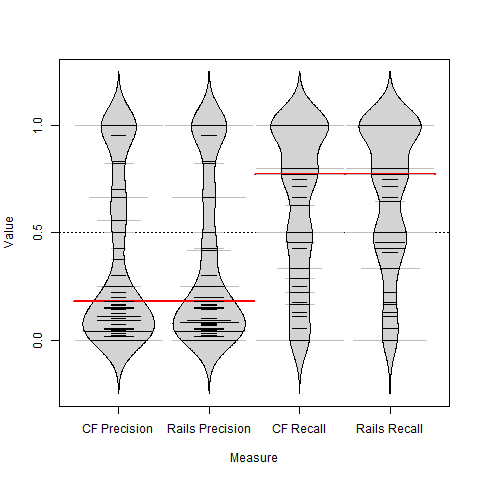 1.0
0.5
0.0
Value
CF Precision
Rails Precision
CF Recall
Rails Recall
Measure